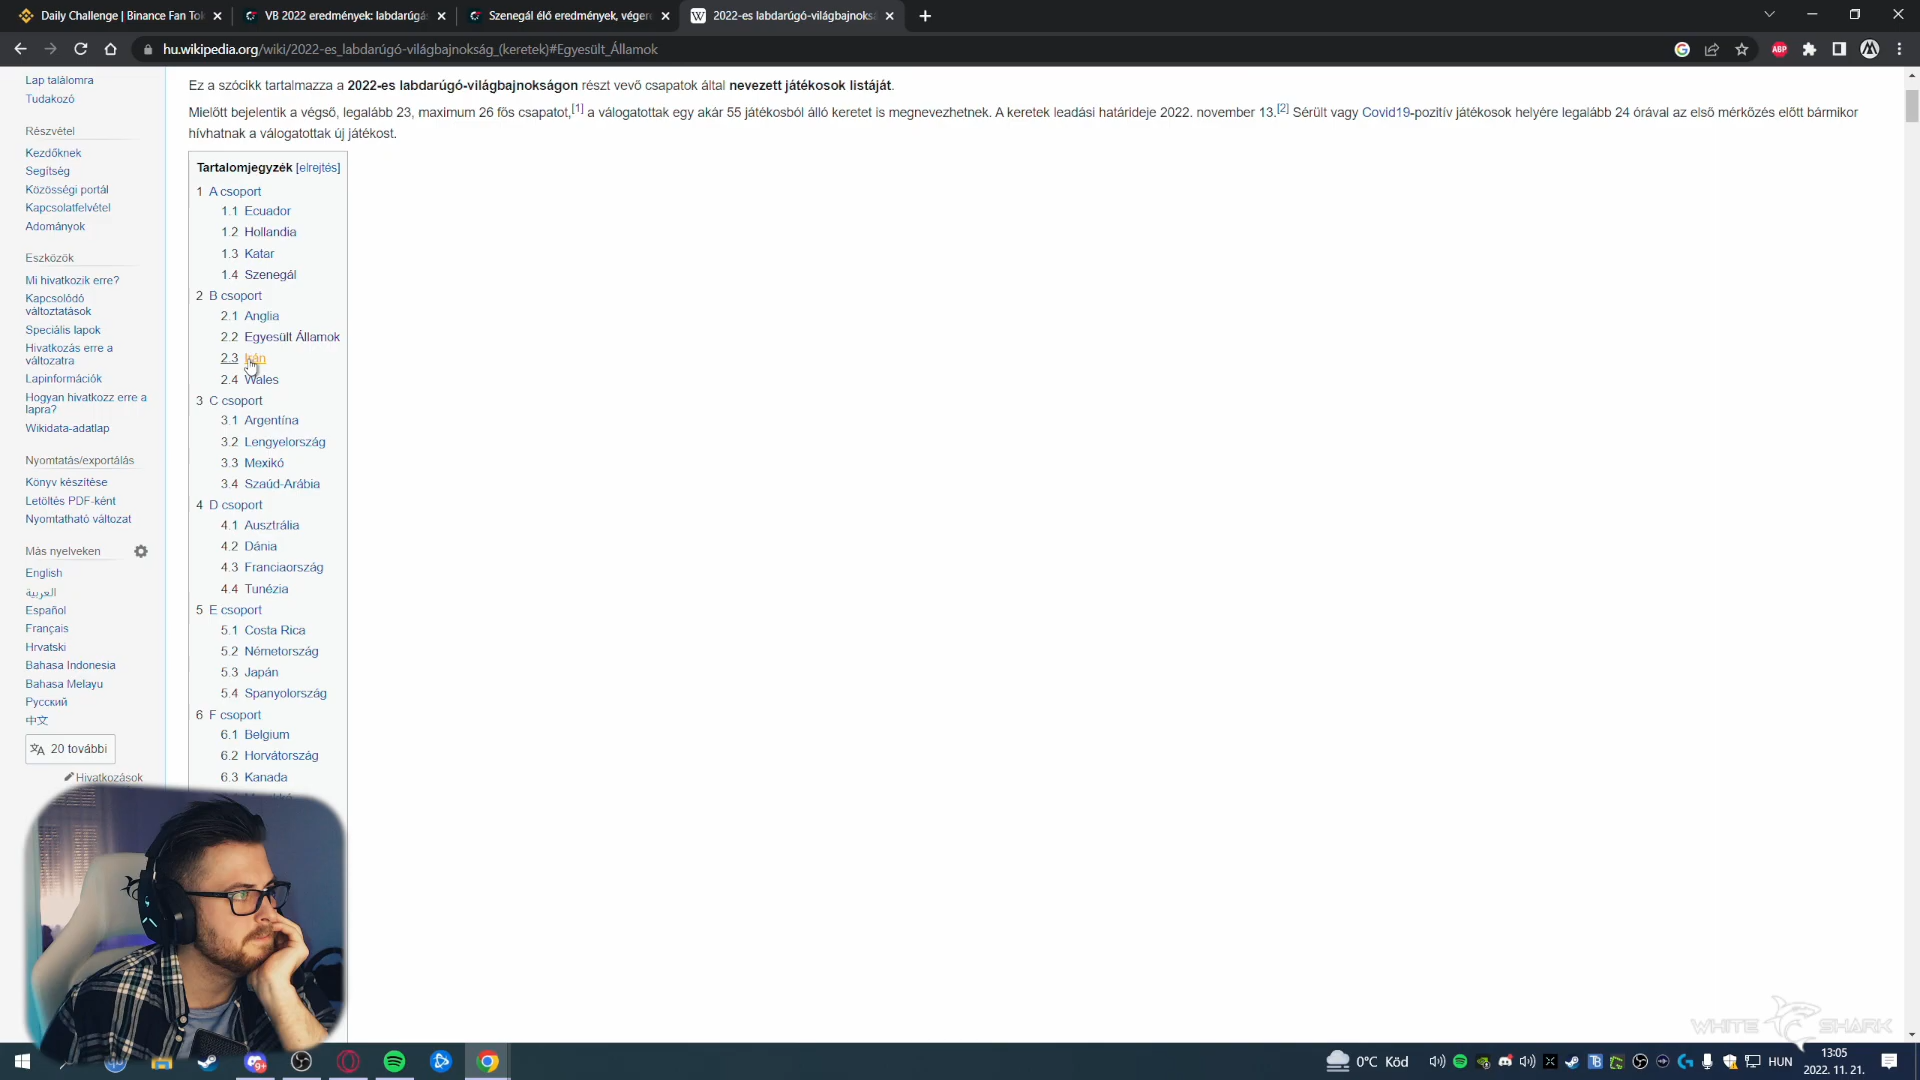 Daily Challenge | Binance Fan Tok
VB 2022 eredmények: labdarúgás
Szenegál élő eredmények, végere
2022-es labdarúgó-világbajnoksá
hu.wikipedia.org/wiki/2022-es_labdarúgó-világbajnokság_(keretek)#Egyesült_Államok
Lap találomra
Tudakozó
Részvétel
Kezdőknek
Segítség
Közösségi portál
Kapcsolatfelvétel
Adományok
Eszközök
Mi hivatkozik erre?
Kapcsolódó
változtatások
Speciális lapok
Hivatkozás erre a
változatra
Lapinformációk
Hogyan hivatkozz erre a
lapra?
Wikidata-adatlap
Nyomtatás/exportálás
Könyv készítése
Letöltés PDF-ként
Nyomtatható változat
Más nyelveken
English
العربية
Español
Français
Hrvatski
Bahasa Indonesia
Bahasa Melayu
Русский
中文
20 további
Hivatkozások
Ez a szócikk tartalmazza a 2022-es labdarúgó-világbajnokságon részt vevő csapatok által nevezett játékosok listáját.
Mielőtt bejelentik a végső, legalább 23, maximum 26 fős csapatot,[1] a válogatottak egy akár 55 játékosból álló keretet is megnevezhetnek. A keretek leadási határideje 2022. november 13.[2] Sérült vagy Covid19-pozitív játékosok helyére legalább 24 órával az első mérkőzés előtt bármikor
hívhatnak a válogatottak új játékost.
Tartalomjegyzék [elrejtés]
1 A csoport
1.1 Ecuador
1.2 Hollandia
1.3 Katar
1.4 Szenegál
2 B csoport
2.1 Anglia
2.2 Egyesült Államok
2.3 Irán
2.4 Wales
3 C csoport
3.1 Argentína
3.2 Lengyelország
3.3 Mexikó
3.4 Szaúd-Arábia
4 D csoport
4.1 Ausztrália
4.2 Dánia
4.3 Franciaország
4.4 Tunézia
5 E csoport
5.1 Costa Rica
5.2 Németország
5.3 Japán
5.4 Spanyolország
6 F csoport
6.1 Belgium
6.2 Horvátország
6.3 Kanada
WHITE SHARK
0°C Köd
HUN
13:05
2022. 11. 21.
ABP